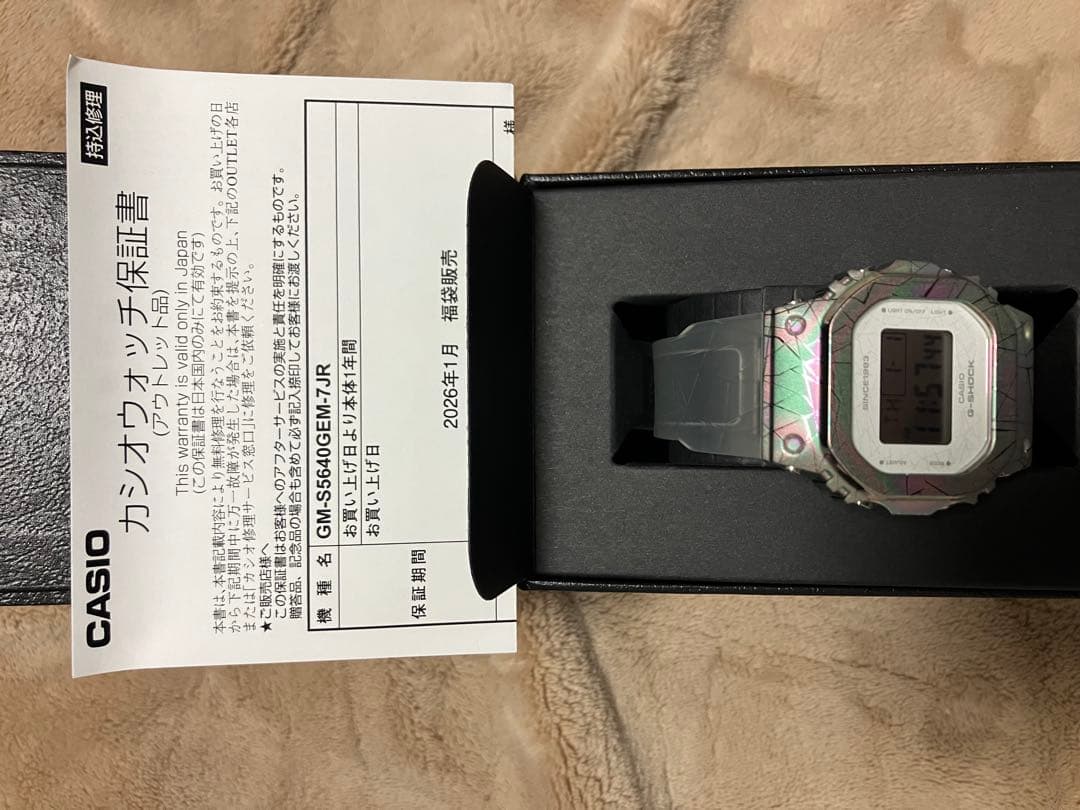 CASIO
持込修理
カシオウォッチ保証書
(アウトレット品)
This warranty is valid only in Japan
(この保証書は日本国内のみにて有効です)
本書は、本書記載内容により無料修理を行なうことをお約束するものです。お買い上げの日
から下記期間中に万一故障が発生した場合は、本書を提示の上、下記のOUTLET各店
または「カシオ修理サービス窓口」に修理をご依頼ください。
★ご販売店様へ
この保証書はお客様へのアフターサービスの実施と責任を明確にするものです。
贈答品、記念品の場合も含めて必ず記入捺印してお客様にお渡しください。
機種名 GM-S5640GEM-7JR
保証期間
お買い上げ日より本体1年間
お買い上げ日
2026年1月 福袋販売
様
ADJUST
MODE
LIGHT
SINCE1983
11:57 44
CASIO
G-SHOCK